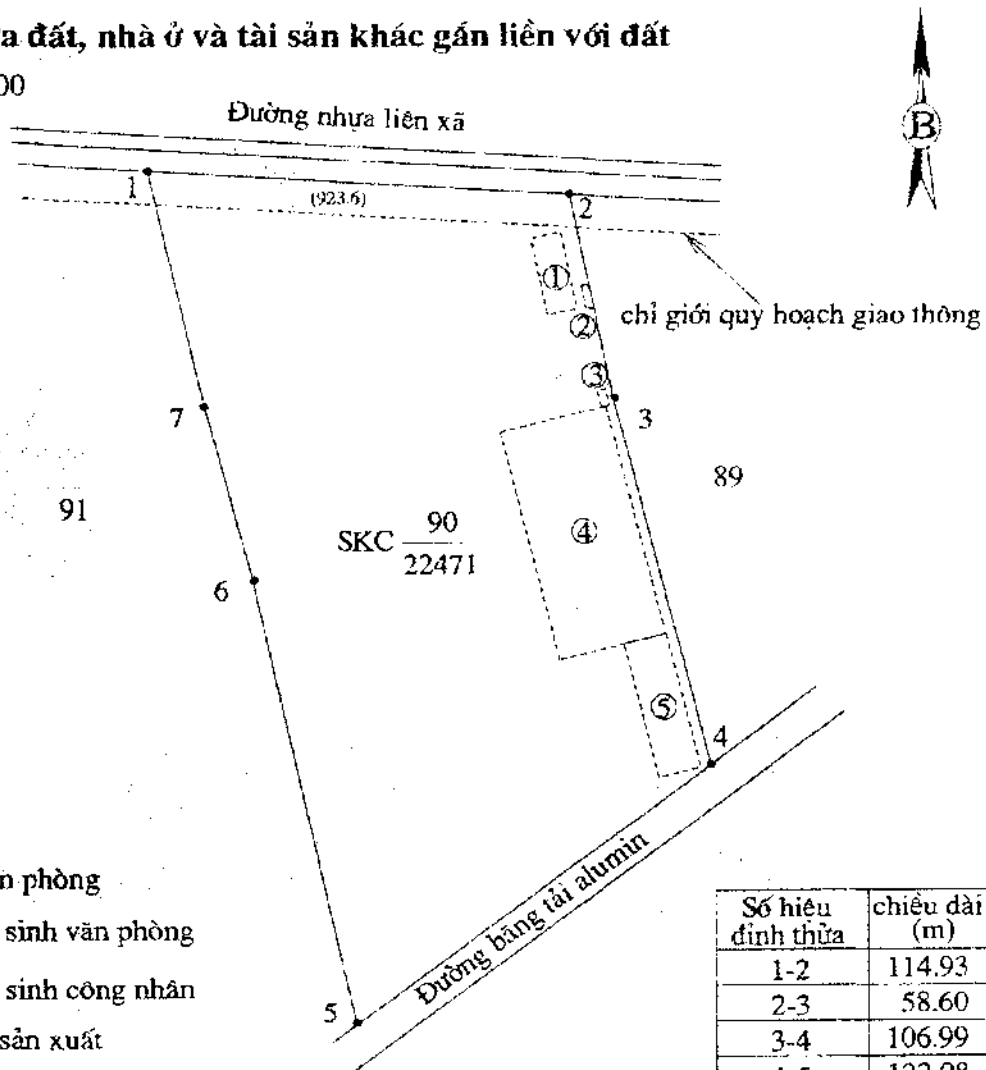 đất, nhà ở và tài sản khác gắn liền với đất
00
Đường nhựa liên xã
B
1
(923.6)
2
①
chỉ giới quy hoạch giao thông
②
③
7
3
89
91
④
SKC 90
22471
6
⑤
4
phòng
sinh văn phòng
sinh công nhân
sản xuất
5
Đường băng tải alumin
Số hiệu đỉnh thửa | chiều dài (m)
1-2 | 114.93
2-3 | 58.60
3-4 | 106.99